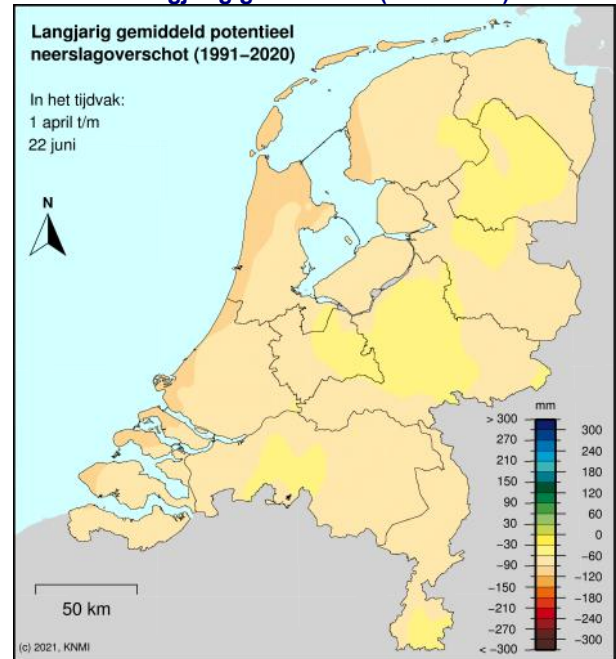 Langjarig gemiddeld potentieel
neerslagoverschot (1991−2020)
In het tijdvak:
1 april t/m
22 juni
N
mm
> 300
300
270
240
210
180
150
120
90
60
30
0
−30
−60
−90
−120
−150
−180
−210
−240
−270
−300
< −300
50 km
(c) 2021, KNMI